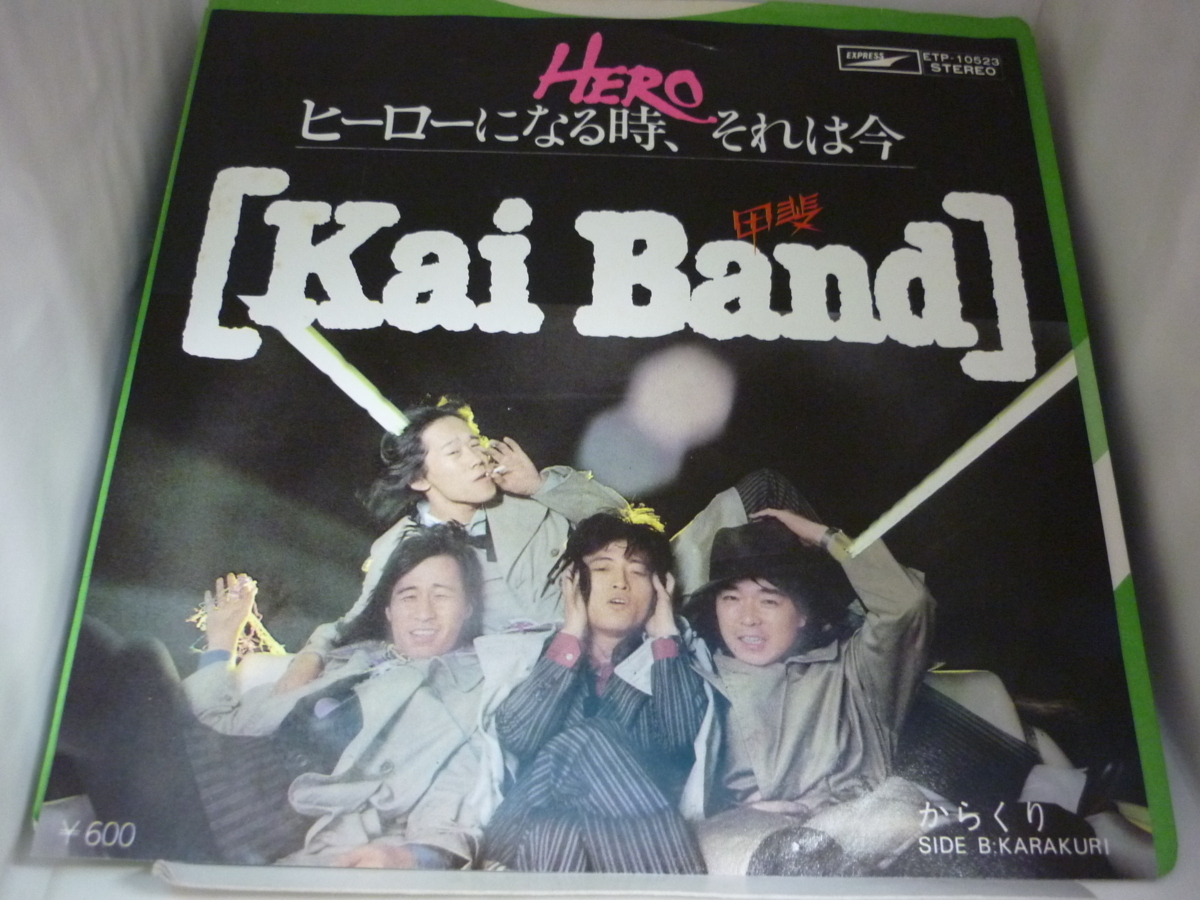 HERO
EXPRESS ETP-10523
STEREO
ヒーローになる時、それは今
甲斐
[Kai Band]
からくり
¥600
SIDE B:KARAKURI